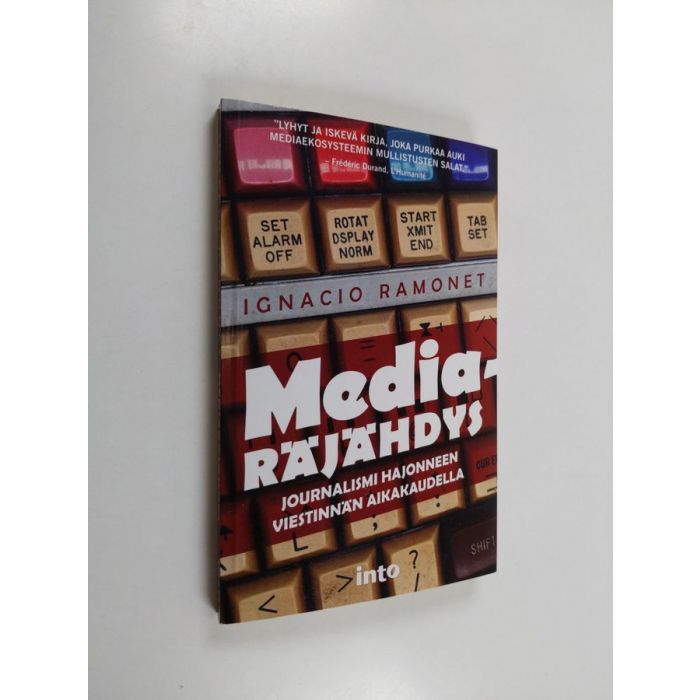 "LYHYT JA ISKEVÄ KIRJA, JOKA PURKAA AUKI
MEDIAEKOSYSTEEMIN MULLISTUSTEN SALAT."
– Frédéric Durand, L'Humanité
SET
ALARM
OFF
ROTAT
DSPLAY
NORM
START
XMIT
END
TAB
SET
IGNACIO RAMONET
Media-
RÄJÄHDYS
JOURNALISMI HAJONNEEN
VIESTINNÄN AIKAKAUDELLA
SHIFT
< > ? /
into